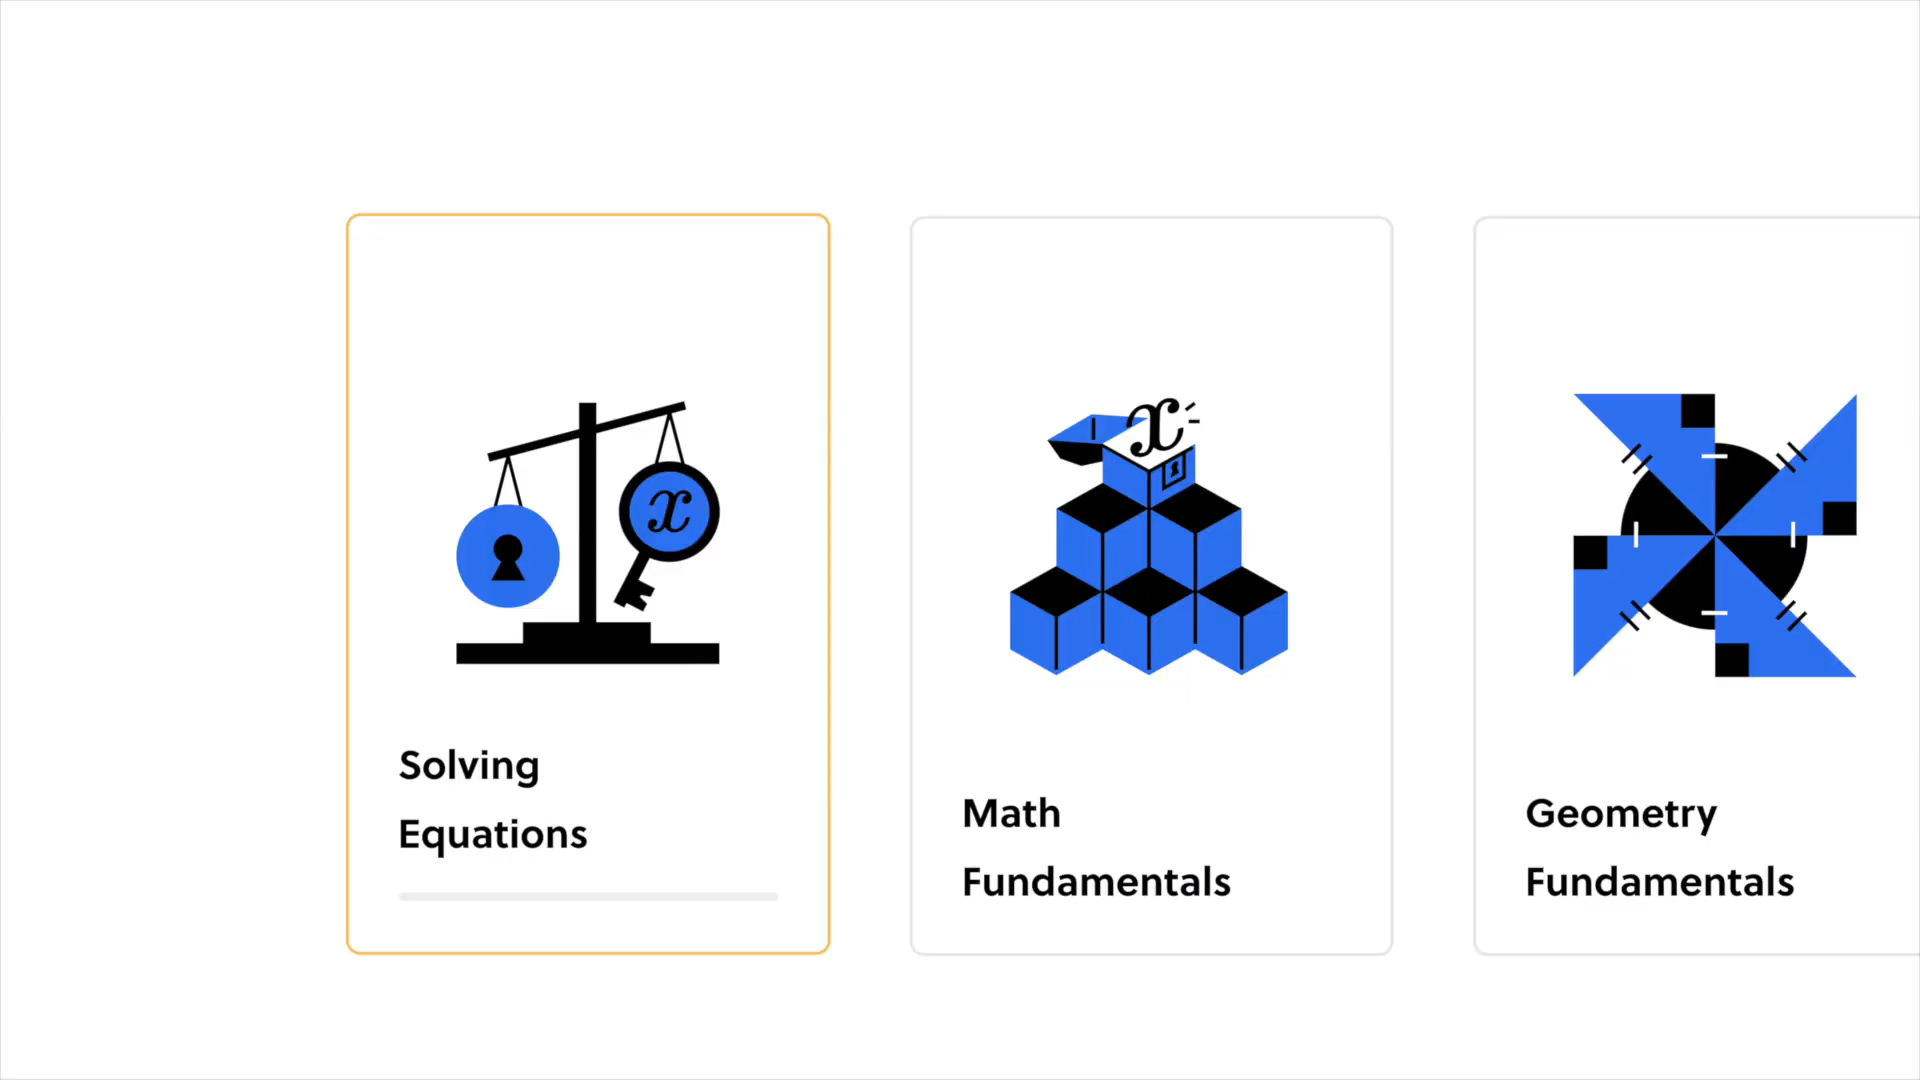 x
Solving
Equations
x
Math
Fundamentals
Geometry
Fundamentals